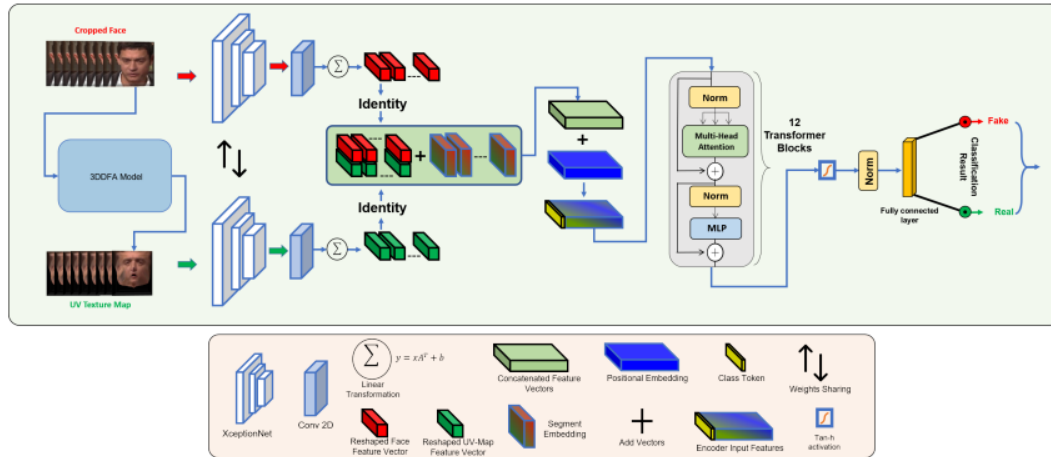 Cropped Face
3DDFA Model
UV Texture Map
Σ
Identity
+
Identity
Σ
+
Norm
Multi-Head
Attention
+
Norm
MLP
+
12
Transformer
Blocks
Norm
Fully connected
layer
Fake
Classification
Result
Real
XceptionNet
Conv 2D
Σ
y = xAᵀ + b
Linear
Transformation
Reshaped Face
Feature Vector
Reshaped UV-Map
Feature Vector
Concatenated Feature
Vectors
Segment
Embedding
Positional Embedding
+
Add Vectors
Class Token
Encoder Input Features
Weights Sharing
Tan-h
activation